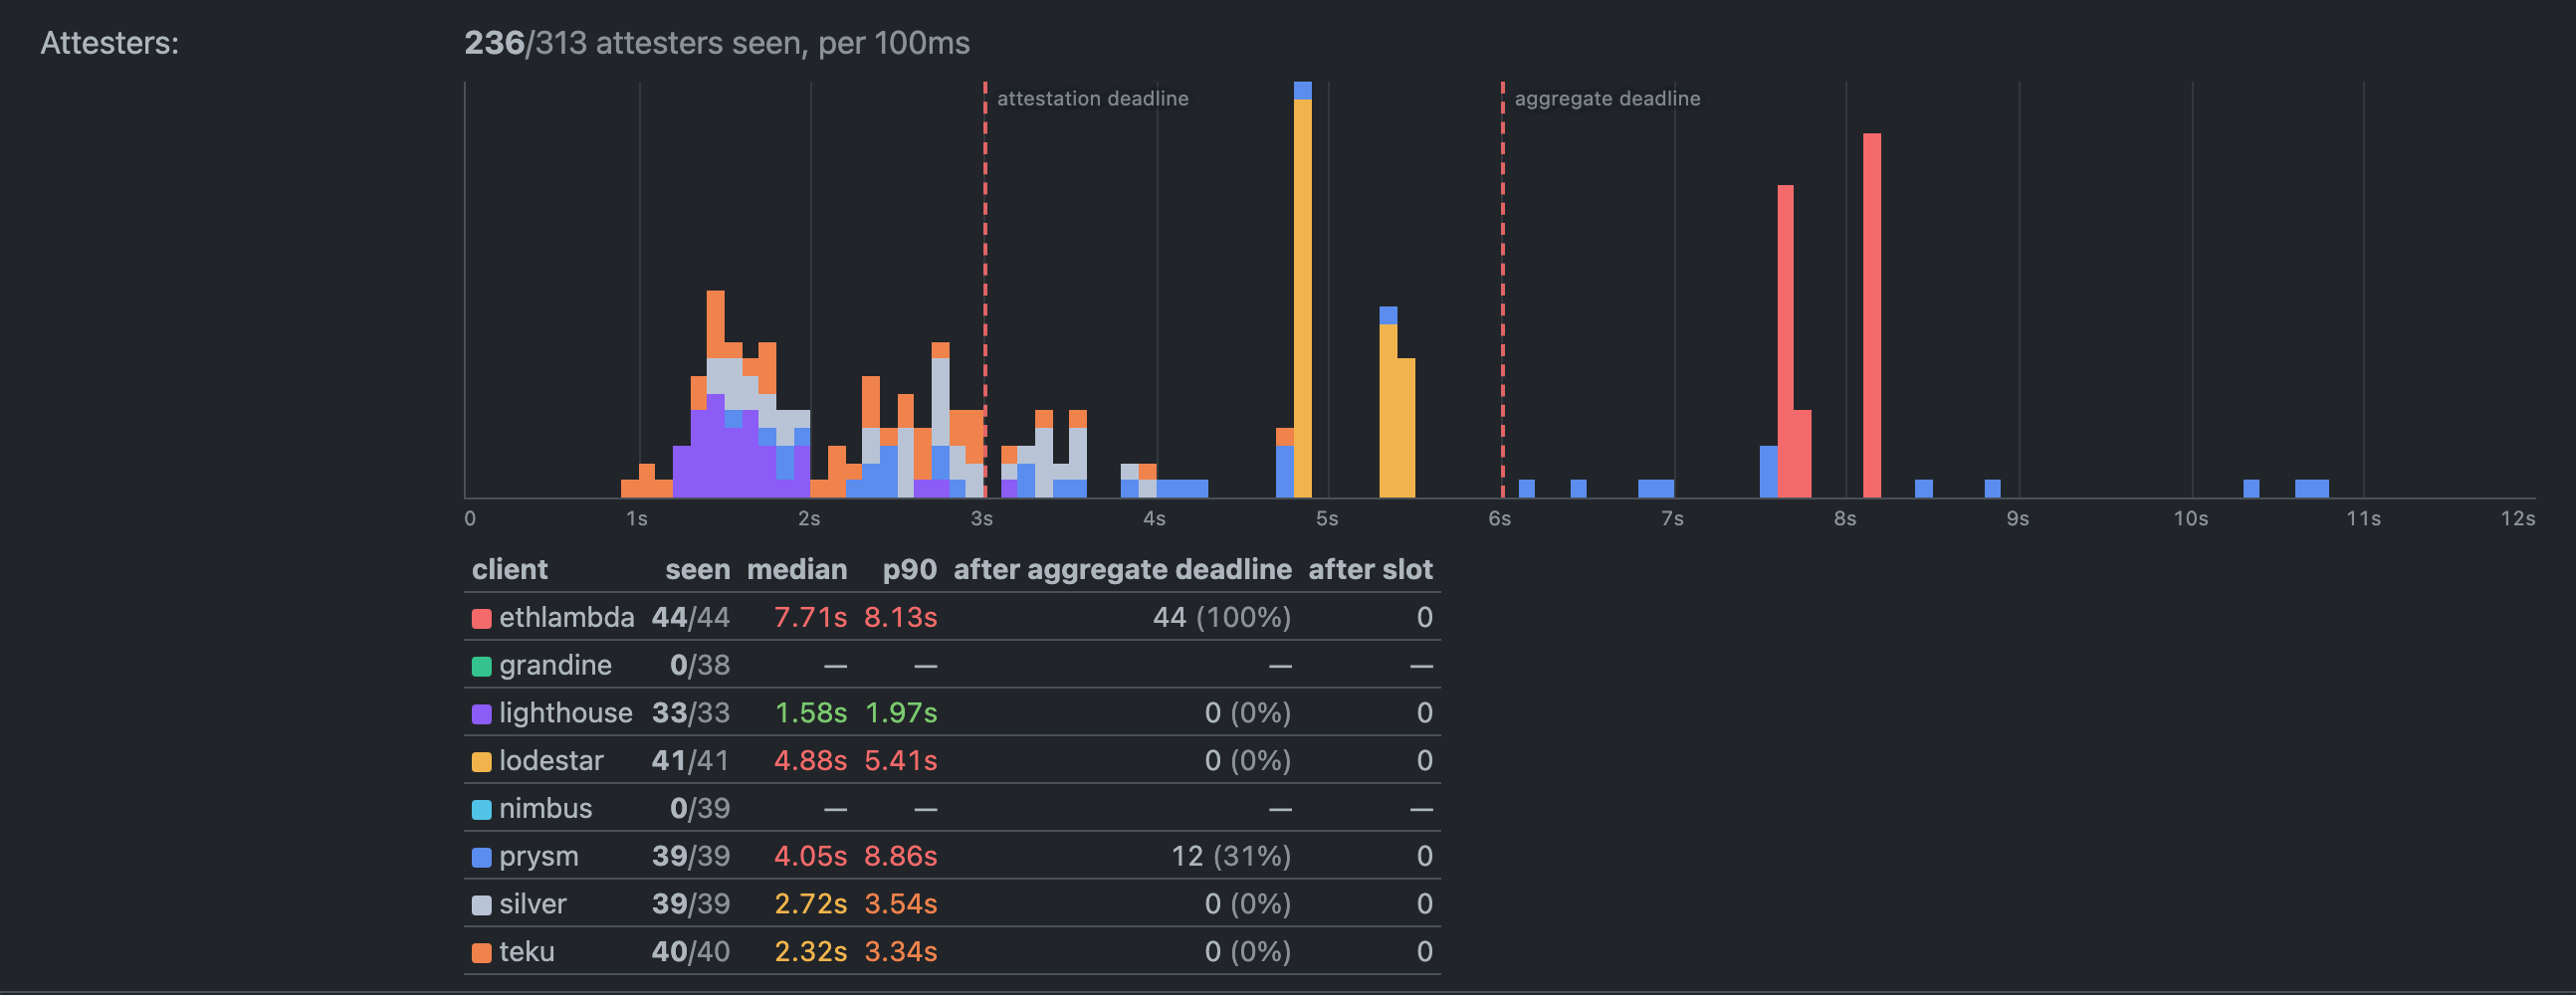 Attesters:
236/313 attesters seen, per 100ms
attestation deadline
aggregate deadline
0 1s 2s 3s 4s 5s 6s 7s 8s 9s 10s 11s 12s
client seen median p90 after aggregate deadline after slot
ethlambda 44/44 7.71s 8.13s 44 (100%) 0
grandine 0/38 — — — —
lighthouse 33/33 1.58s 1.97s 0 (0%) 0
lodestar 41/41 4.88s 5.41s 0 (0%) 0
nimbus 0/39 — — — —
prysm 39/39 4.05s 8.86s 12 (31%) 0
silver 39/39 2.72s 3.54s 0 (0%) 0
teku 40/40 2.32s 3.34s 0 (0%) 0